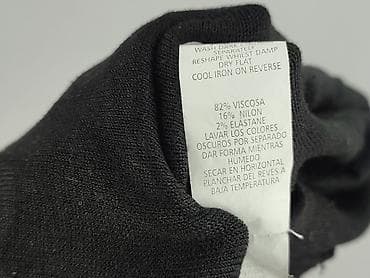 WASH DARK
SEPARATELY
RESHAPE WHILST DAMP
DRY FLAT
COOL IRON ON REVERSE
82% VISCOSA
16% NILON
2% ELASTANE
LAVAR LOS COLORES
OSCUROS POR SEPARADO
DAR FORMA MIENTRAS
HUMEDO
SECAR EN HORIZONTAL
PLANCHAR DEL REVES A
BAJA TEMPERATURA